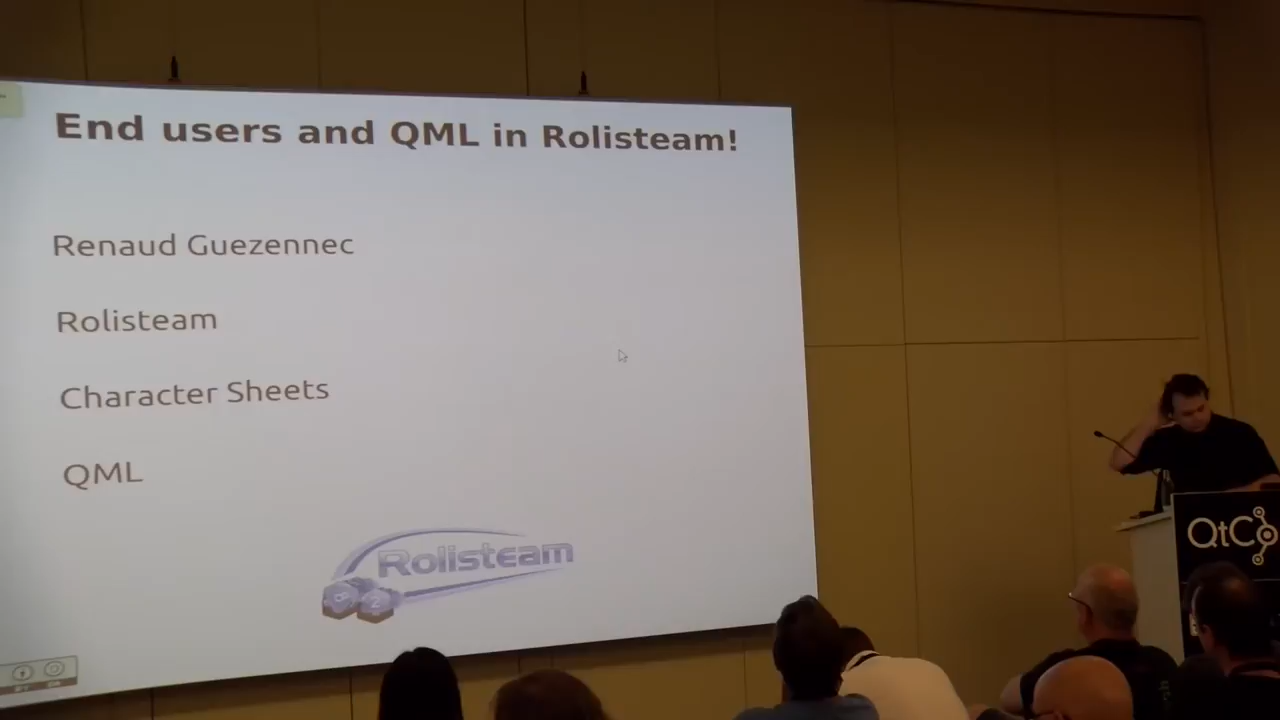 End users and QML in Rolisteam!
Renaud Guezennec
Rolisteam
Character Sheets
QML
Rolisteam
QtCo